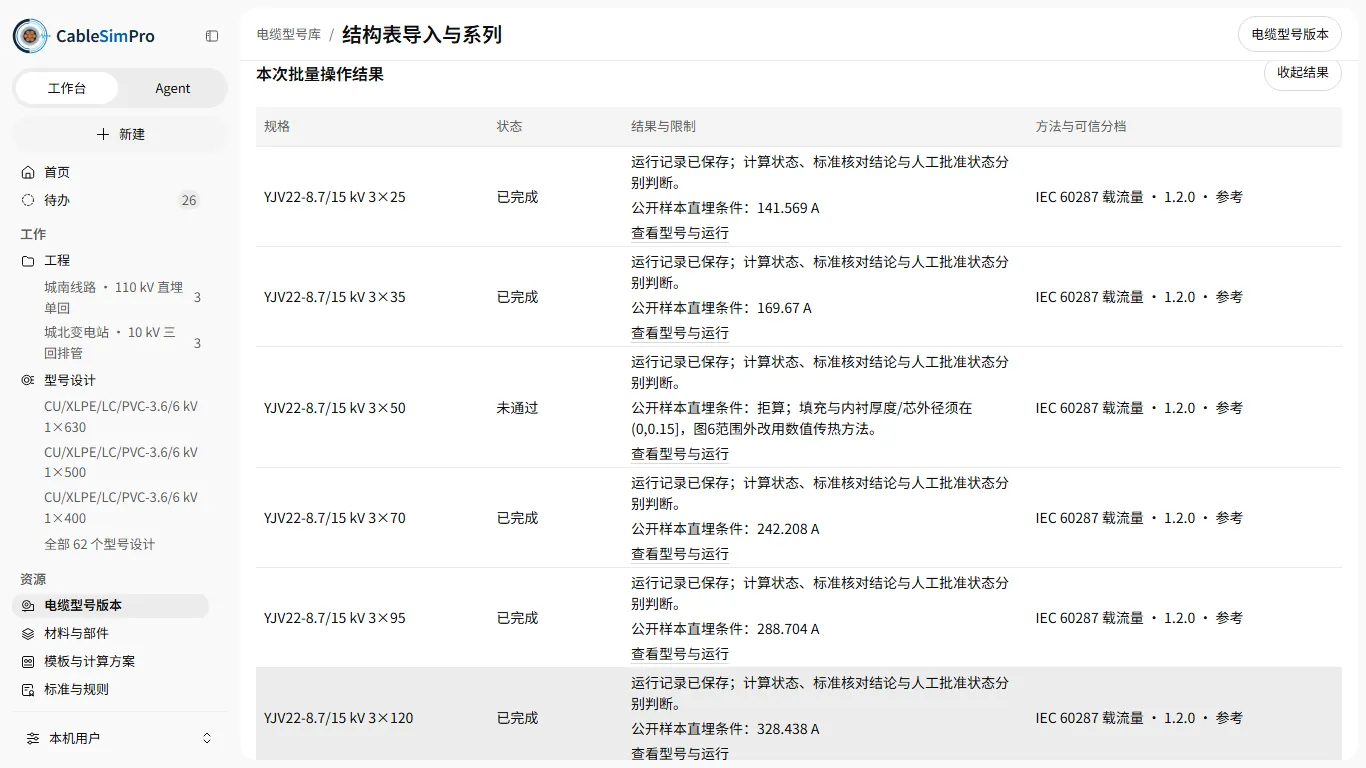 CableSimPro
工作台
Agent
新建
首页
待办
26
工作
工程
城南线路 · 110 kV 直埋
单回
3
城北变电站 · 10 kV 三
回排管
3
型号设计
CU/XLPE/LC/PVC-3.6/6 kV
1×630
CU/XLPE/LC/PVC-3.6/6 kV
1×500
CU/XLPE/LC/PVC-3.6/6 kV
1×400
全部 62 个型号设计
资源
电缆型号版本
材料与部件
模板与计算方案
标准与规则
本机用户
电缆型号库 / 结构表导入与系列
电缆型号版本
本次批量操作结果
收起结果
规格 状态 结果与限制 方法与可信分档
运行记录已保存；计算状态、标准核对结论与人工批准状态分
别判断。
YJV22-8.7/15 kV 3×25 已完成 IEC 60287 载流量 · 1.2.0 · 参考
公开样本直埋条件：141.569 A
查看型号与运行
运行记录已保存；计算状态、标准核对结论与人工批准状态分
别判断。
YJV22-8.7/15 kV 3×35 已完成 IEC 60287 载流量 · 1.2.0 · 参考
公开样本直埋条件：169.67 A
查看型号与运行
运行记录已保存；计算状态、标准核对结论与人工批准状态分
别判断。
YJV22-8.7/15 kV 3×50 未通过 公开样本直埋条件：拒算；填充与内衬厚度/芯外径须在 IEC 60287 载流量 · 1.2.0 · 参考
(0,0.15]，图6范围外改用数值传热方法。
查看型号与运行
运行记录已保存；计算状态、标准核对结论与人工批准状态分
别判断。
YJV22-8.7/15 kV 3×70 已完成 IEC 60287 载流量 · 1.2.0 · 参考
公开样本直埋条件：242.208 A
查看型号与运行
运行记录已保存；计算状态、标准核对结论与人工批准状态分
别判断。
YJV22-8.7/15 kV 3×95 已完成 IEC 60287 载流量 · 1.2.0 · 参考
公开样本直埋条件：288.704 A
查看型号与运行
运行记录已保存；计算状态、标准核对结论与人工批准状态分
别判断。
YJV22-8.7/15 kV 3×120 已完成 IEC 60287 载流量 · 1.2.0 · 参考
公开样本直埋条件：328.438 A
查看型号与运行